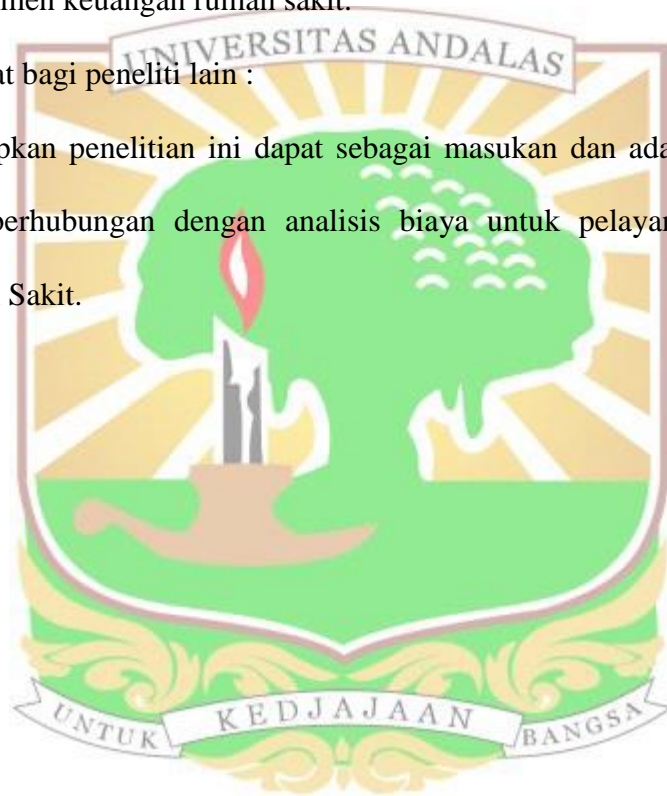 men keuangan rumah sakit.
UNIVERSITAS ANDALAS
at bagi peneliti lain :
pkan penelitian ini dapat sebagai masukan dan ada
berhubungan dengan analisis biaya untuk pelayan
Sakit.
UNTUK KEDJAJAAN BANGSA